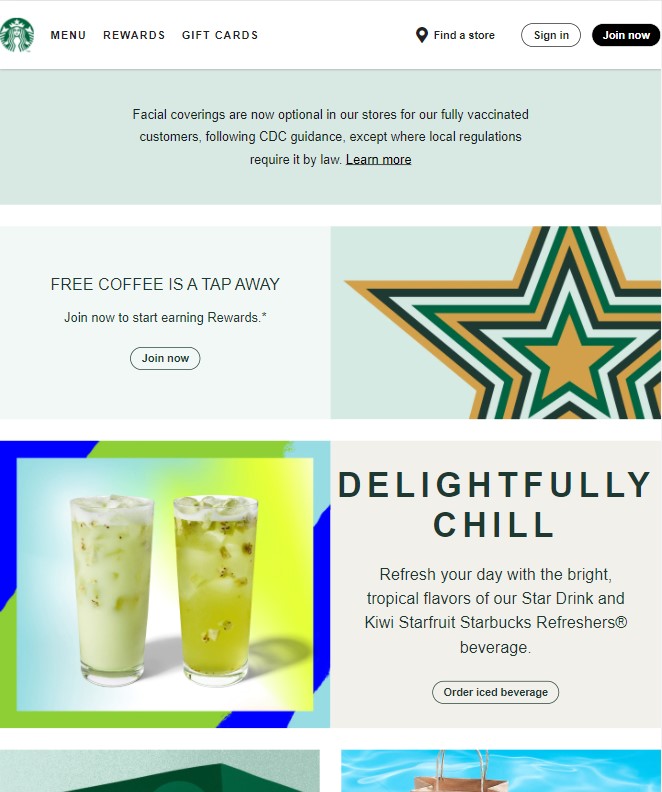 MENU REWARDS GIFT CARDS Find a store Sign in Join now
Facial coverings are now optional in our stores for our fully vaccinated
customers, following CDC guidance, except where local regulations
require it by law. Learn more
FREE COFFEE IS A TAP AWAY
Join now to start earning Rewards.*
Join now
DELIGHTFULLY
CHILL
Refresh your day with the bright,
tropical flavors of our Star Drink and
Kiwi Starfruit Starbucks Refreshers®
beverage.
Order iced beverage